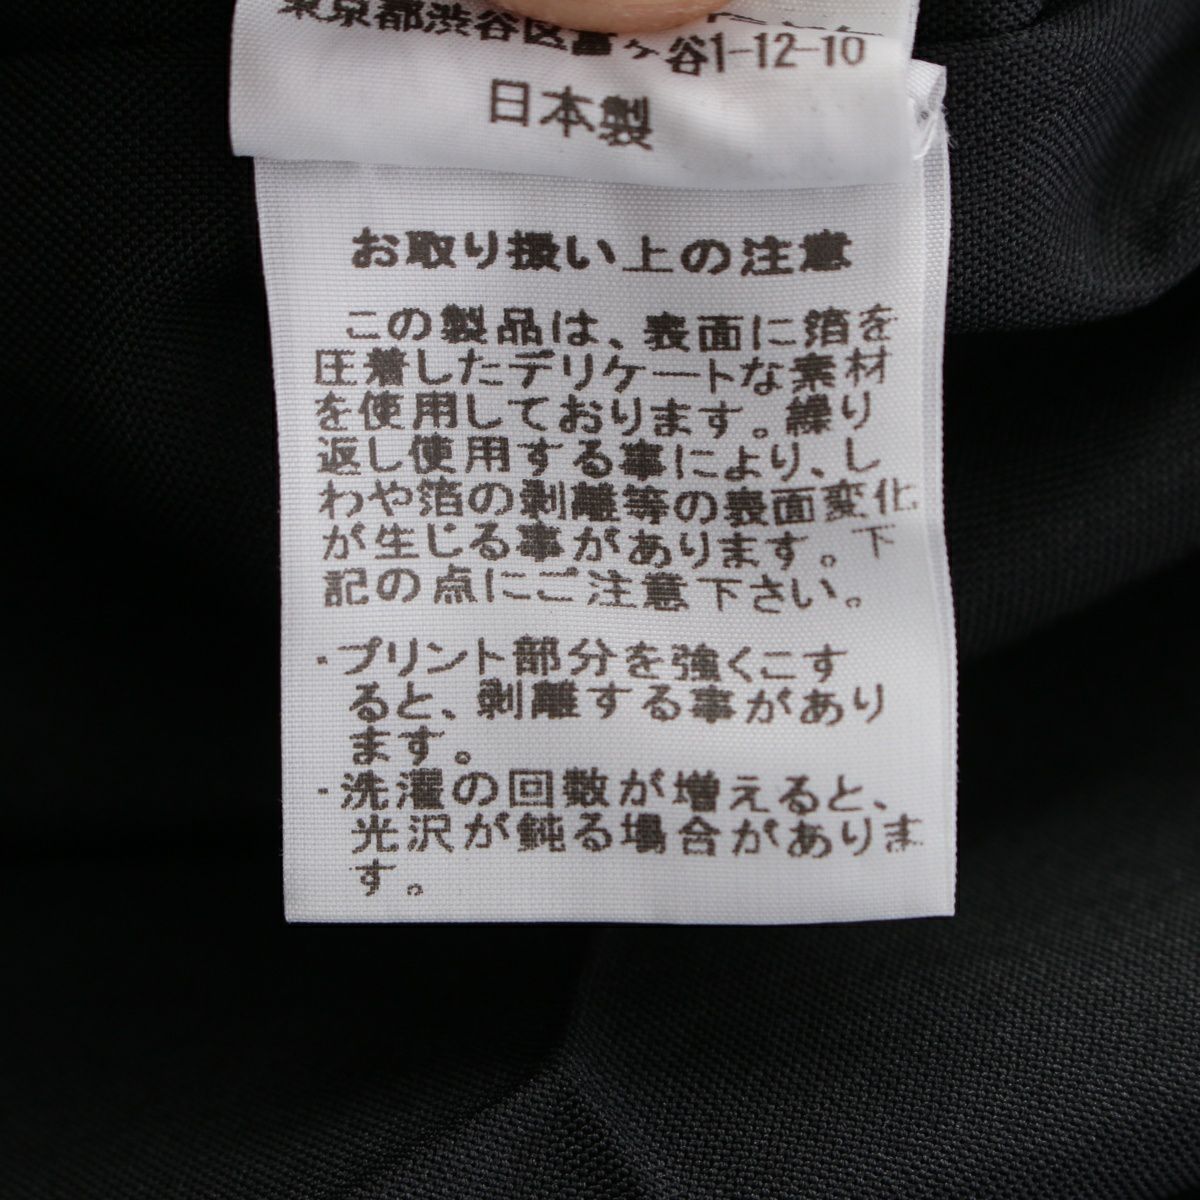 東京都渋谷区富ヶ谷1-12-10
日本製
お取り扱い上の注意
この製品は、表面に箔を
圧着したデリケートな素材
を使用しております。繰り
返し使用する事により、し
わや箔の剥離等の表面変化
が生じる事があります。下
記の点にご注意下さい。
・プリント部分を強くこす
ると、剥離する事があり
ます。
・洗濯の回数が増えると、
光沢が鈍る場合がありま
す。